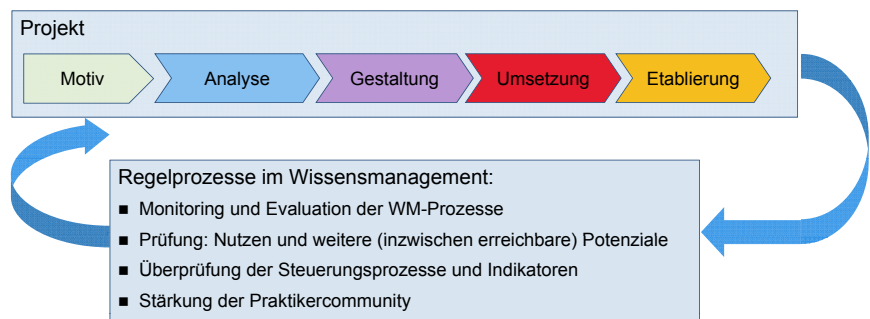 Projekt
Motiv Analyse Gestaltung Umsetzung Etablierung
Regelprozesse im Wissensmanagement:
■ Monitoring und Evaluation der WM-Prozesse
■ Prüfung: Nutzen und weitere (inzwischen erreichbare) Potenziale
■ Überprüfung der Steuerungsprozesse und Indikatoren
■ Stärkung der Praktikercommunity